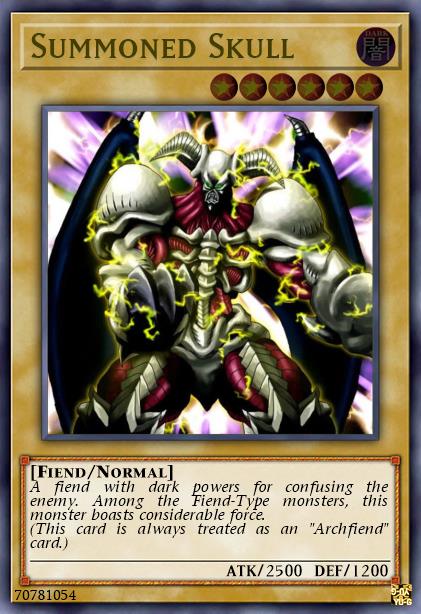 Summoned Skull
DARK
闇
[Fiend/Normal]
A fiend with dark powers for confusing the
enemy. Among the Fiend-Type monsters, this
monster boasts considerable force.
(This card is always treated as an "Archfiend"
card.)
ATK/2500 DEF/1200
70781054